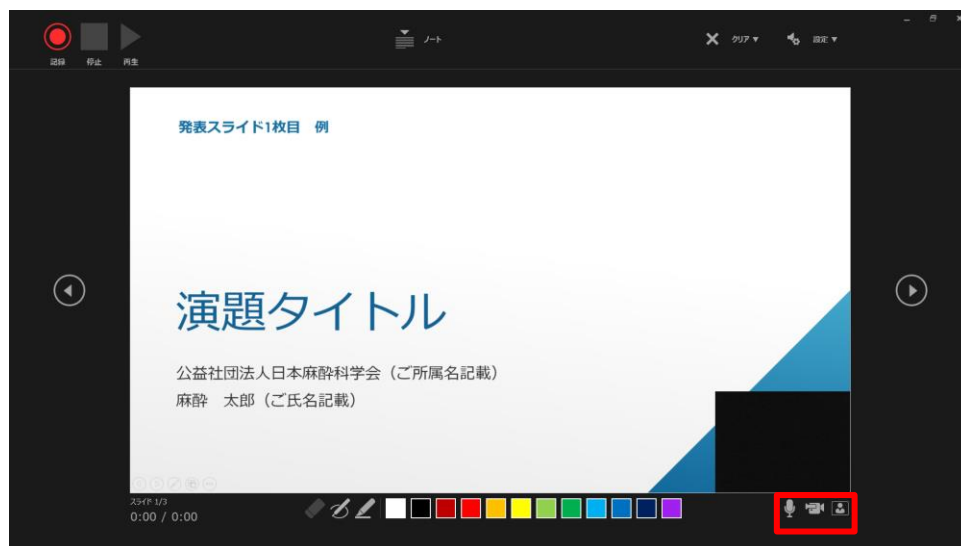 記録 停止 再生
ノート
クリア ▼ 設定 ▼
発表スライド1枚目 例
演題タイトル
公益社団法人日本麻酔科学会（ご所属名記載）
麻酔 太郎（ご氏名記載）
スライド 1/3
0:00 / 0:00